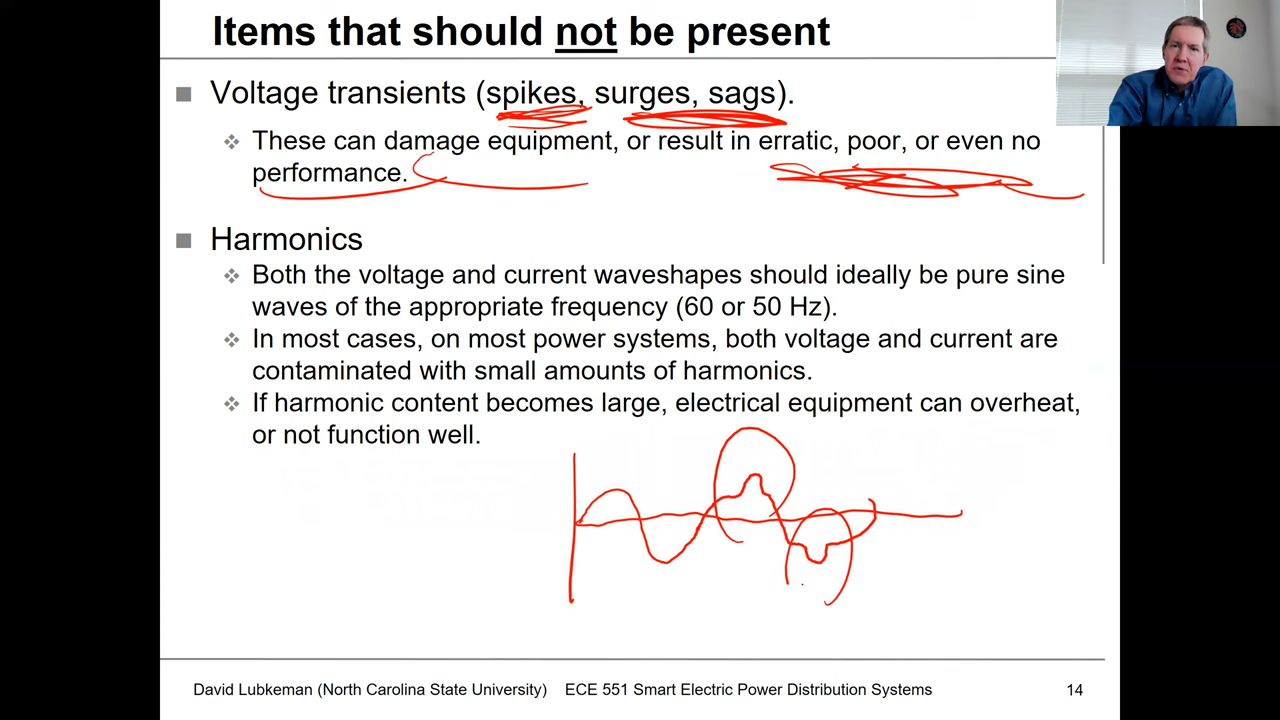 Items that should not be present
Voltage transients (spikes, surges, sags).
These can damage equipment, or result in erratic, poor, or even no
performance.
Harmonics
Both the voltage and current waveshapes should ideally be pure sine
waves of the appropriate frequency (60 or 50 Hz).
In most cases, on most power systems, both voltage and current are
contaminated with small amounts of harmonics.
If harmonic content becomes large, electrical equipment can overheat,
or not function well.
David Lubkeman (North Carolina State University) ECE 551 Smart Electric Power Distribution Systems 14